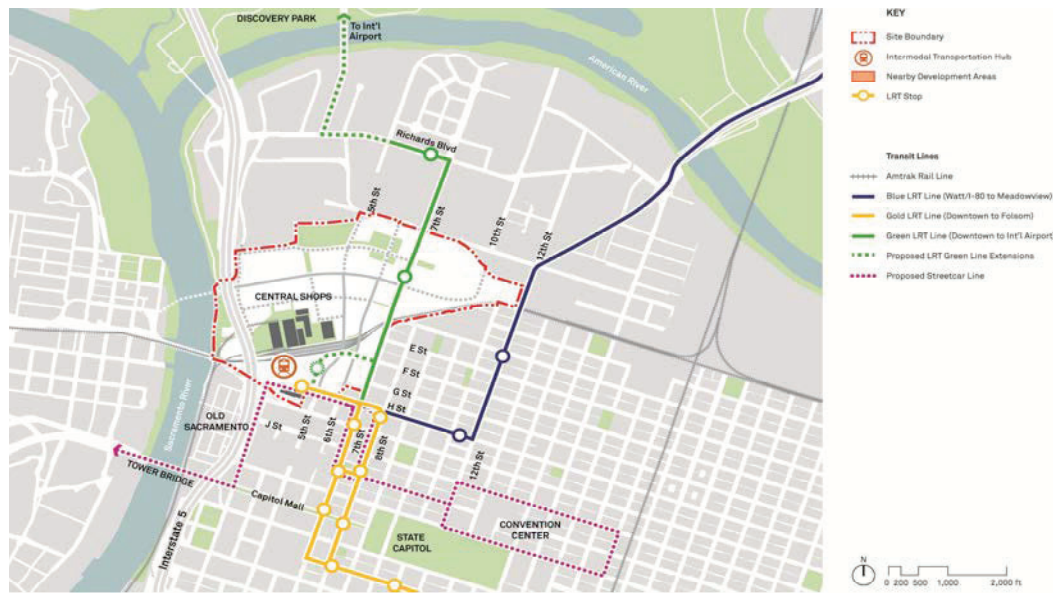 DISCOVERY PARK
To Int'l
Airport
American River
Richards Blvd
5th St
7th St
10th St
12th St
CENTRAL SHOPS
E St
F St
G St
H St
OLD
SACRAMENTO
J St
5th St
6th St
7th St
8th St
12th St
Sacramento River
TOWER BRIDGE
Capitol Mall
Interstate 5
STATE
CAPITOL
CONVENTION
CENTER
KEY
Site Boundary
Intermodal Transportation Hub
Nearby Development Areas
LRT Stop
Transit Lines
Amtrak Rail Line
Blue LRT Line (Watt/I-80 to Meadowview)
Gold LRT Line (Downtown to Folsom)
Green LRT Line (Downtown to Int'l Airport)
Proposed LRT Green Line Extensions
Proposed Streetcar Line
N
0 200 500 1,000 2,000 ft